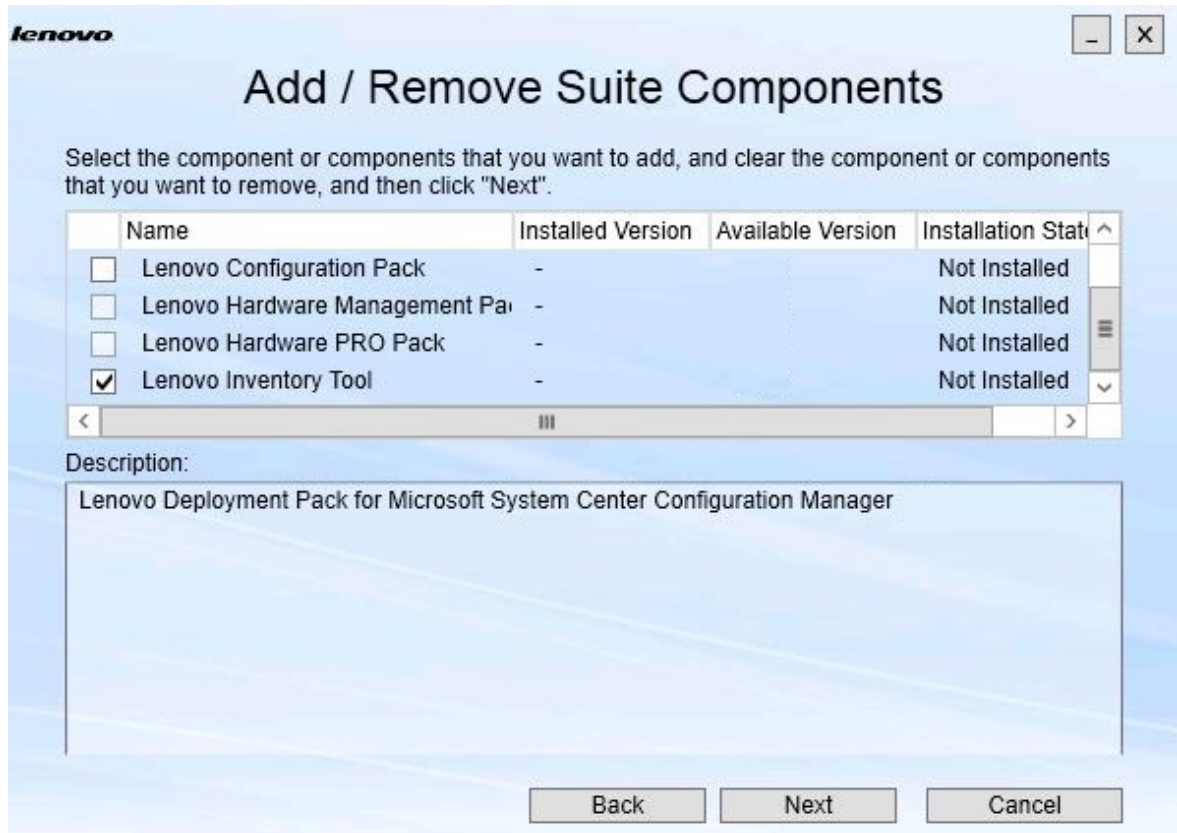 lenovo
Add / Remove Suite Components
Select the component or components that you want to add, and clear the component or components
that you want to remove, and then click "Next".
Name Installed Version Available Version Installation Stat
Lenovo Configuration Pack - Not Installed
Lenovo Hardware Management Pa - Not Installed
Lenovo Hardware PRO Pack - Not Installed
Lenovo Inventory Tool - Not Installed
Description:
Lenovo Deployment Pack for Microsoft System Center Configuration Manager
Back Next Cancel